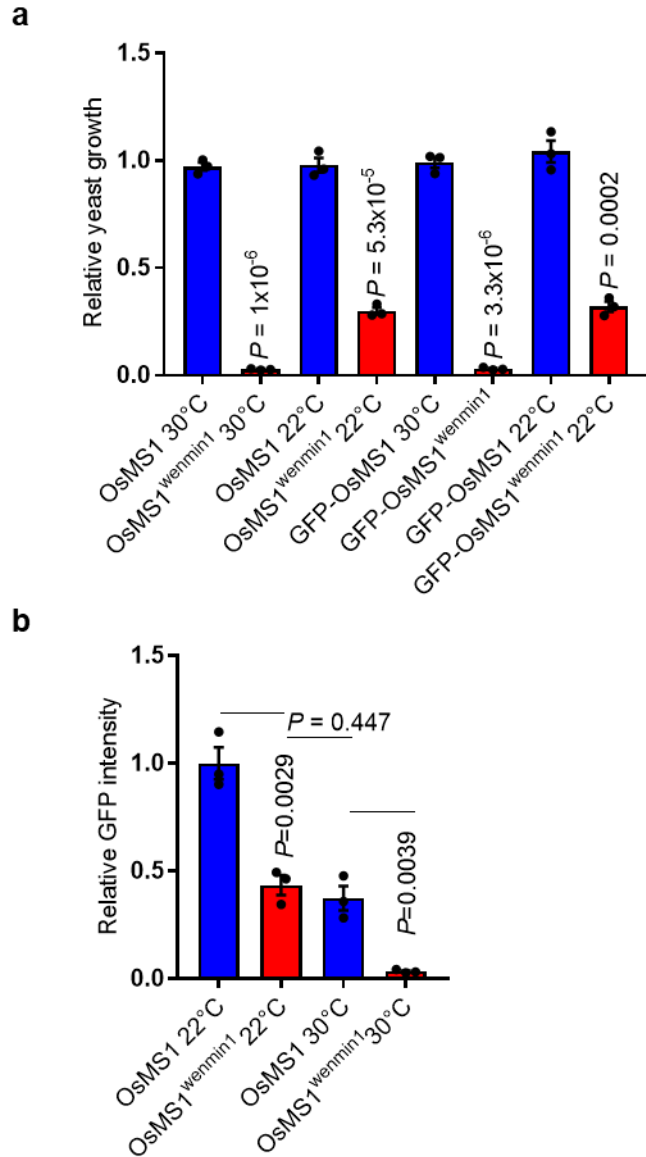 a
Relative yeast growth
1.5
1.0
0.5
0.0
P = 1x10⁻⁶
P = 5.3x10⁻⁵
P = 3.3x10⁻⁶
P = 0.0002
OsMS1 30°C
OsMS1ʷᵉⁿᵐⁱⁿ¹ 30°C
OsMS1 22°C
OsMS1ʷᵉⁿᵐⁱⁿ¹ 22°C
GFP-OsMS1 30°C
GFP-OsMS1ʷᵉⁿᵐⁱⁿ¹
GFP-OsMS1 22°C
GFP-OsMS1ʷᵉⁿᵐⁱⁿ¹ 22°C
b
Relative GFP intensity
1.5
1.0
0.5
0.0
P = 0.447
P=0.0029
P=0.0039
OsMS1 22°C
OsMS1ʷᵉⁿᵐⁱⁿ¹ 22°C
OsMS1 30°C
OsMS1ʷᵉⁿᵐⁱⁿ¹ 30°C